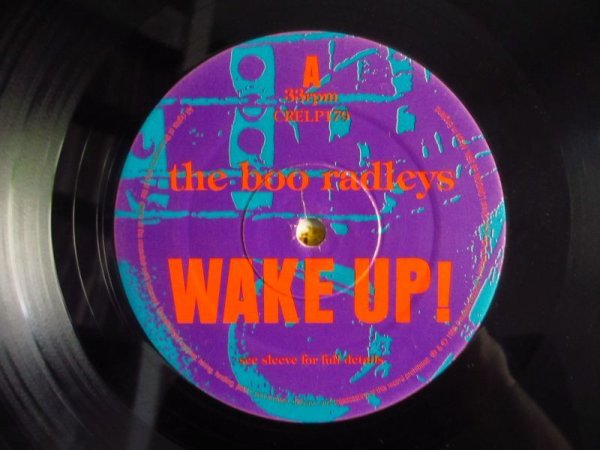 A
33rpm
CRELP179
the boo radleys
WAKE UP!
see sleeve for full details